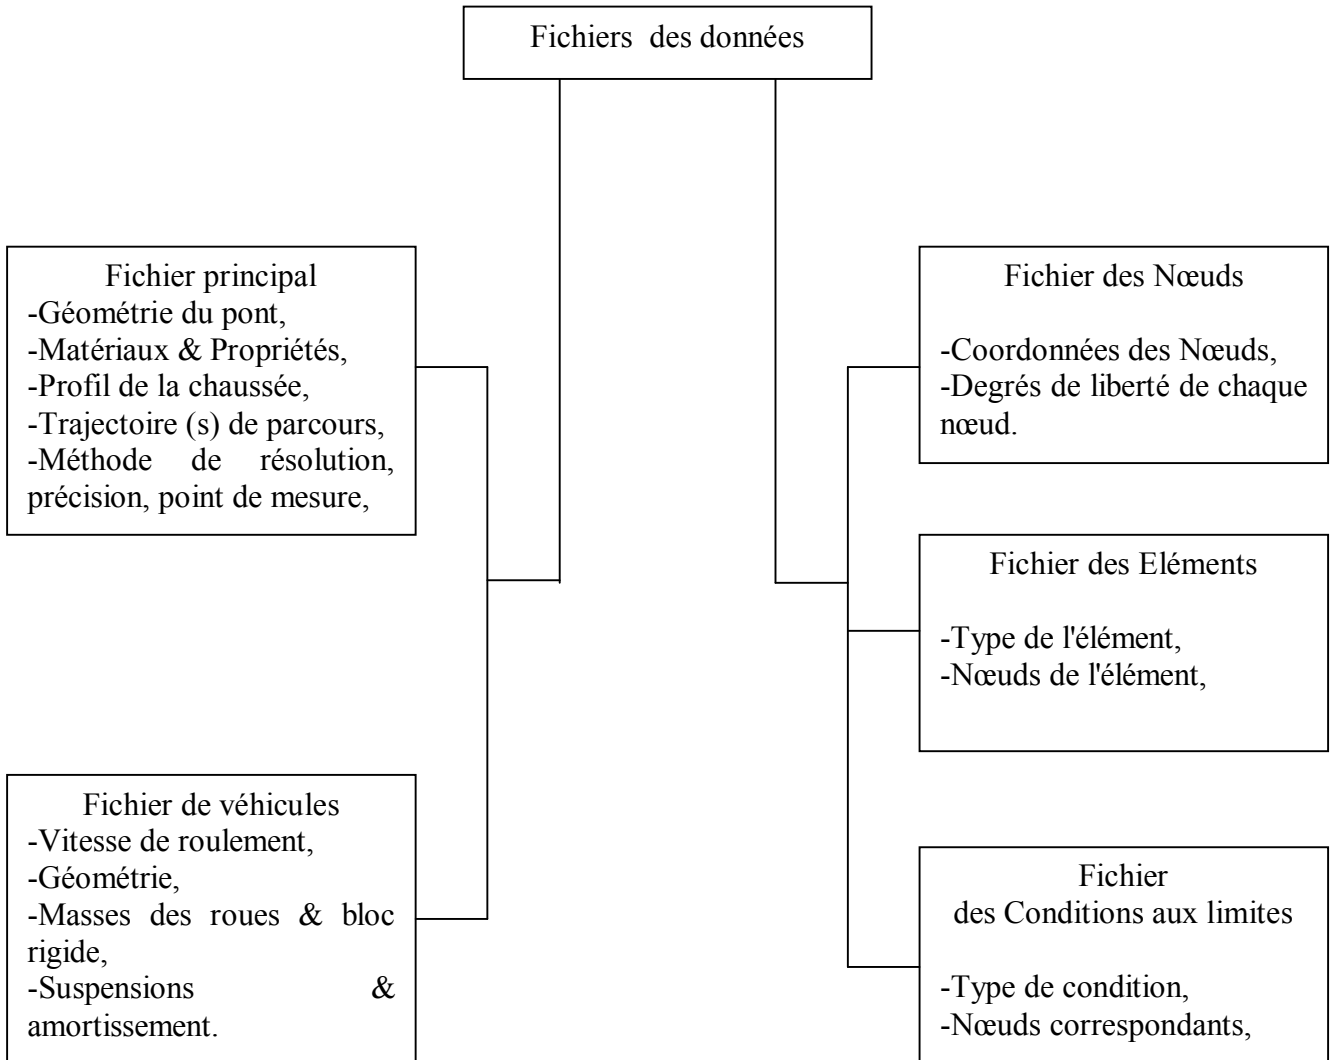 Fichiers des données
Fichier principal
-Géométrie du pont,
-Matériaux & Propriétés,
-Profil de la chaussée,
-Trajectoire (s) de parcours,
-Méthode de résolution,
précision, point de mesure,
Fichier de véhicules
-Vitesse de roulement,
-Géométrie,
-Masses des roues & bloc
rigide,
-Suspensions &
amortissement.
Fichier des Nœuds
-Coordonnées des Nœuds,
-Degrés de liberté de chaque
nœud.
Fichier des Eléments
-Type de l'élément,
-Nœuds de l'élément,
Fichier
des Conditions aux limites
-Type de condition,
-Nœuds correspondants,